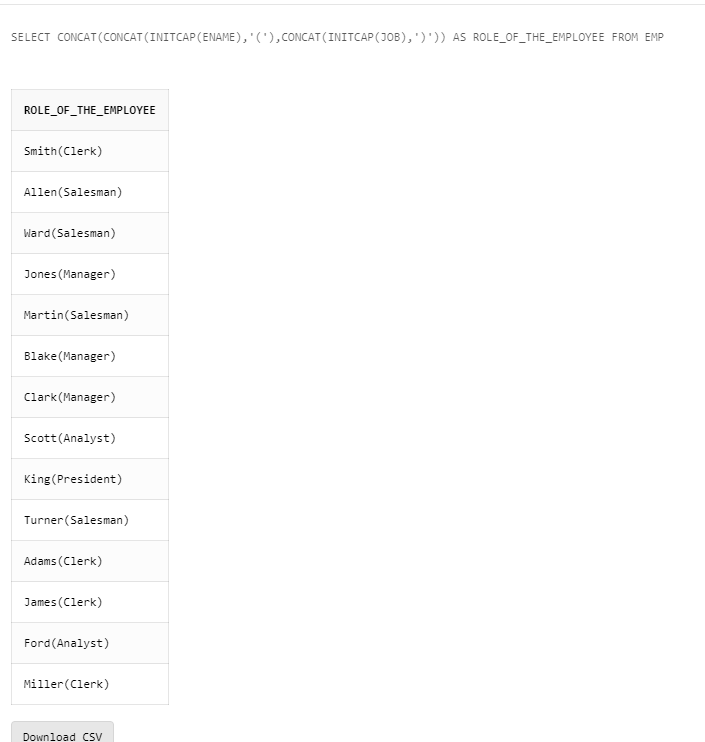 SELECT CONCAT(CONCAT(INITCAP(ENAME),'('),CONCAT(INITCAP(JOB),')')) AS ROLE_OF_THE_EMPLOYEE FROM EMP
ROLE_OF_THE_EMPLOYEE
Smith(Clerk)
Allen(Salesman)
Ward(Salesman)
Jones(Manager)
Martin(Salesman)
Blake(Manager)
Clark(Manager)
Scott(Analyst)
King(President)
Turner(Salesman)
Adams(Clerk)
James(Clerk)
Ford(Analyst)
Miller(Clerk)
Download CSV